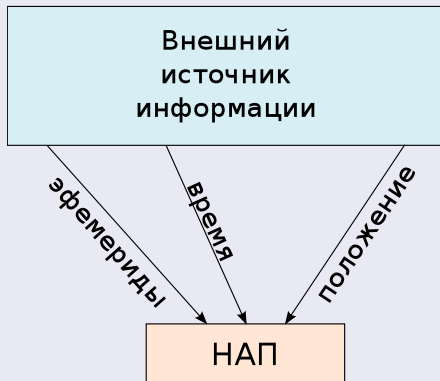 Внешний
источник
информации
эфемериды
время
положение
НАП